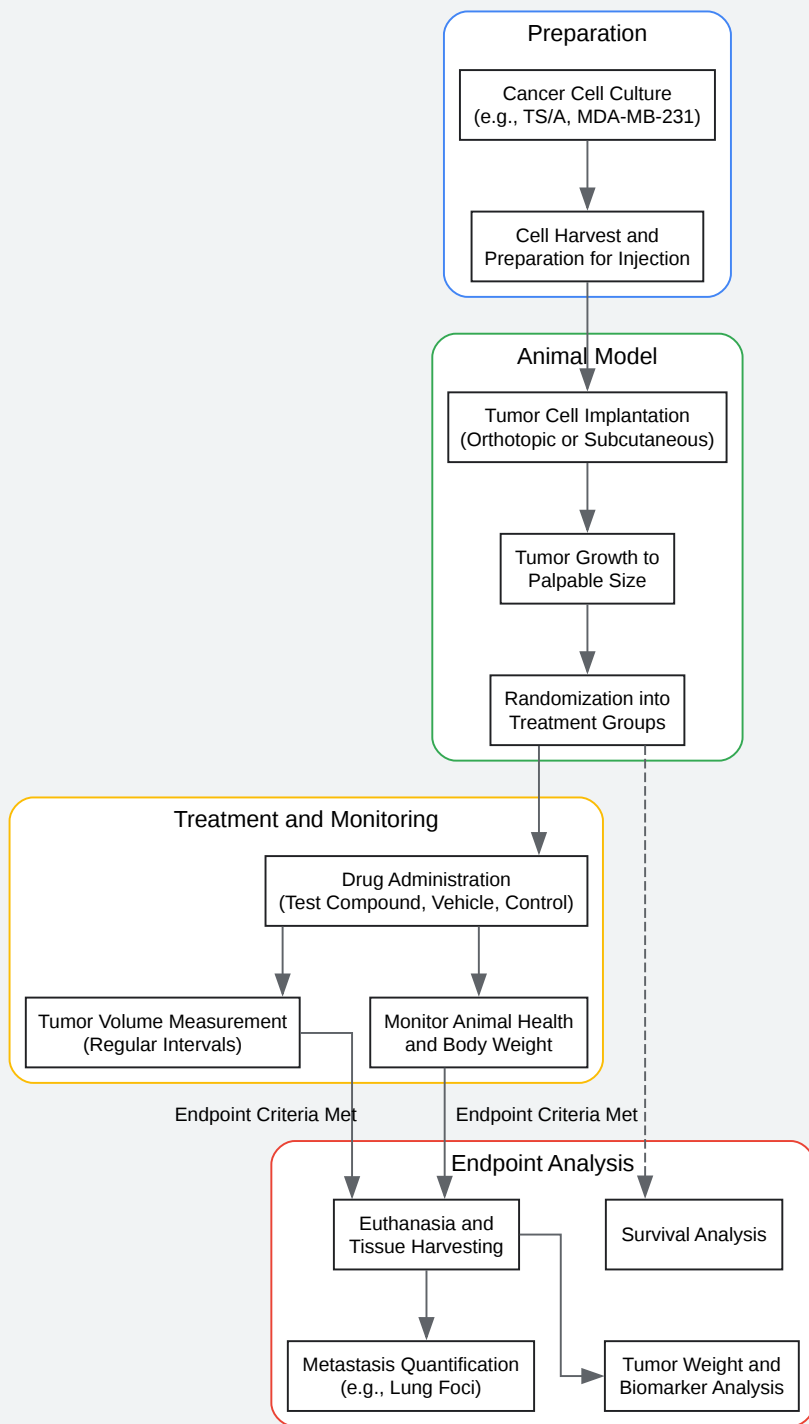 Preparation
Cancer Cell Culture
(e.g., TS/A, MDA-MB-231)
Cell Harvest and
Preparation for Injection
Animal Model
Tumor Cell Implantation
(Orthotopic or Subcutaneous)
Tumor Growth to
Palpable Size
Randomization into
Treatment Groups
Treatment and Monitoring
Drug Administration
(Test Compound, Vehicle, Control)
Tumor Volume Measurement
(Regular Intervals)
Monitor Animal Health
and Body Weight
Endpoint Criteria Met
Endpoint Criteria Met
Endpoint Analysis
Euthanasia and
Tissue Harvesting
Survival Analysis
Metastasis Quantification
(e.g., Lung Foci)
Tumor Weight and
Biomarker Analysis